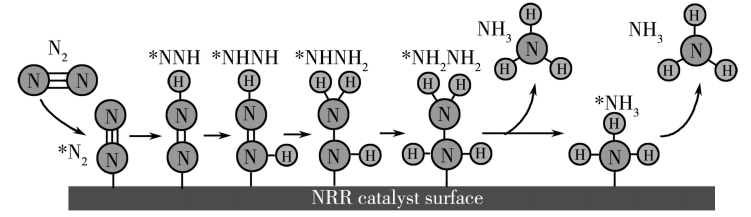 N₂
N N
*N₂
N
N
*NNH
H
N
N
*NHNH
H
N
N H
*NHNH₂
H H
N
N H
*NH₂NH₂
H H
N
H N H
NH₃
H
N
H H
*NH₃
H
H N H
NH₃
H
N
H H
NRR catalyst surface